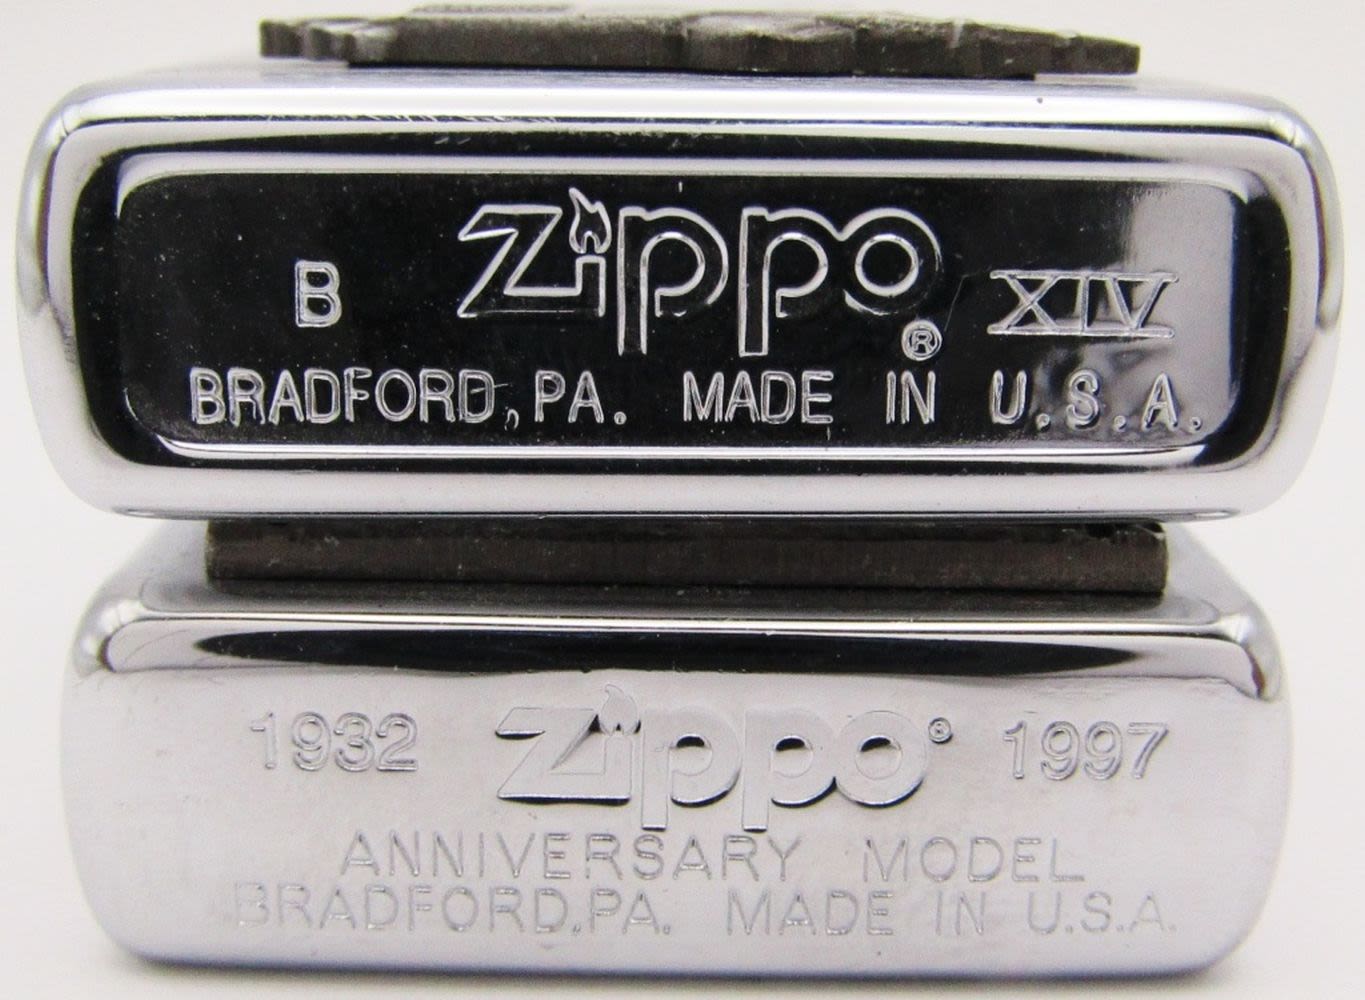 B Zippo® XIV
BRADFORD, PA. MADE IN U.S.A.
1932 Zippo® 1997
ANNIVERSARY MODEL
BRADFORD, PA. MADE IN U.S.A.